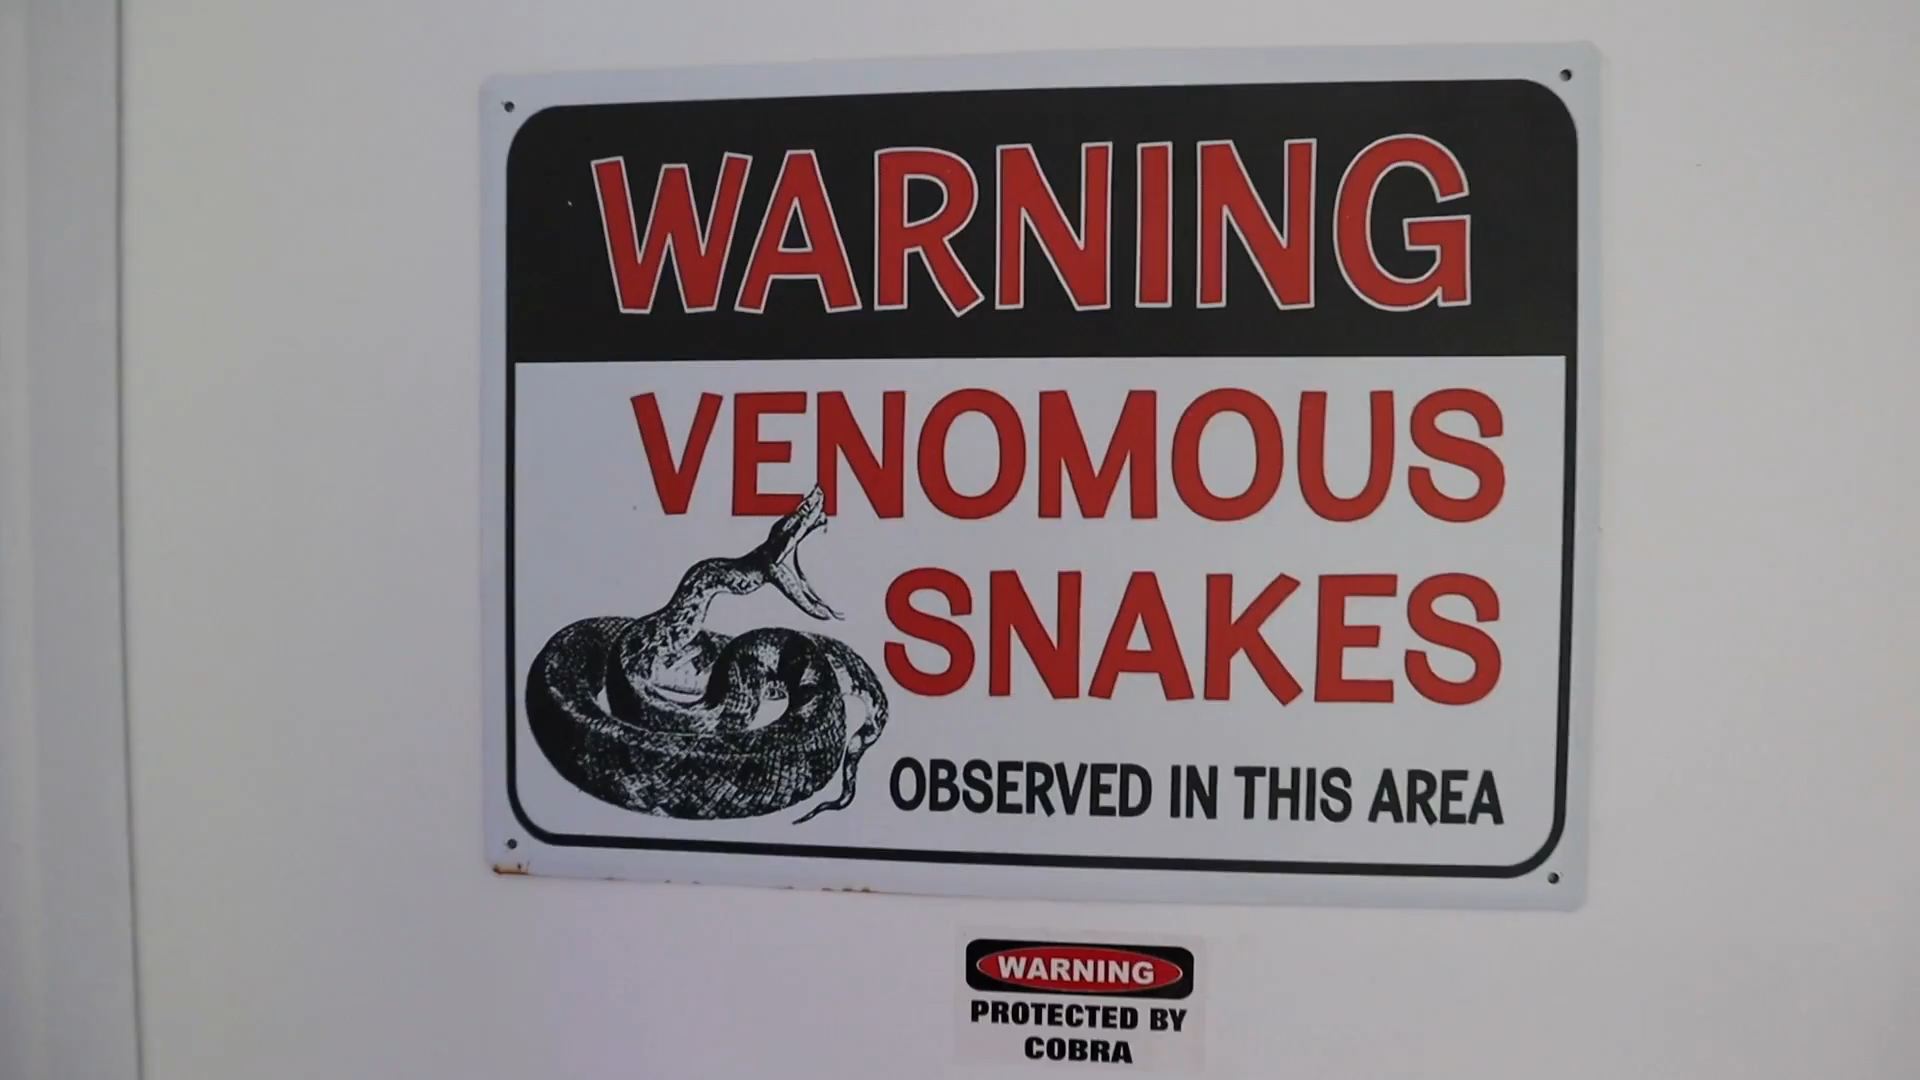 WARNING
VENOMOUS
SNAKES
OBSERVED IN THIS AREA
WARNING
PROTECTED BY
COBRA